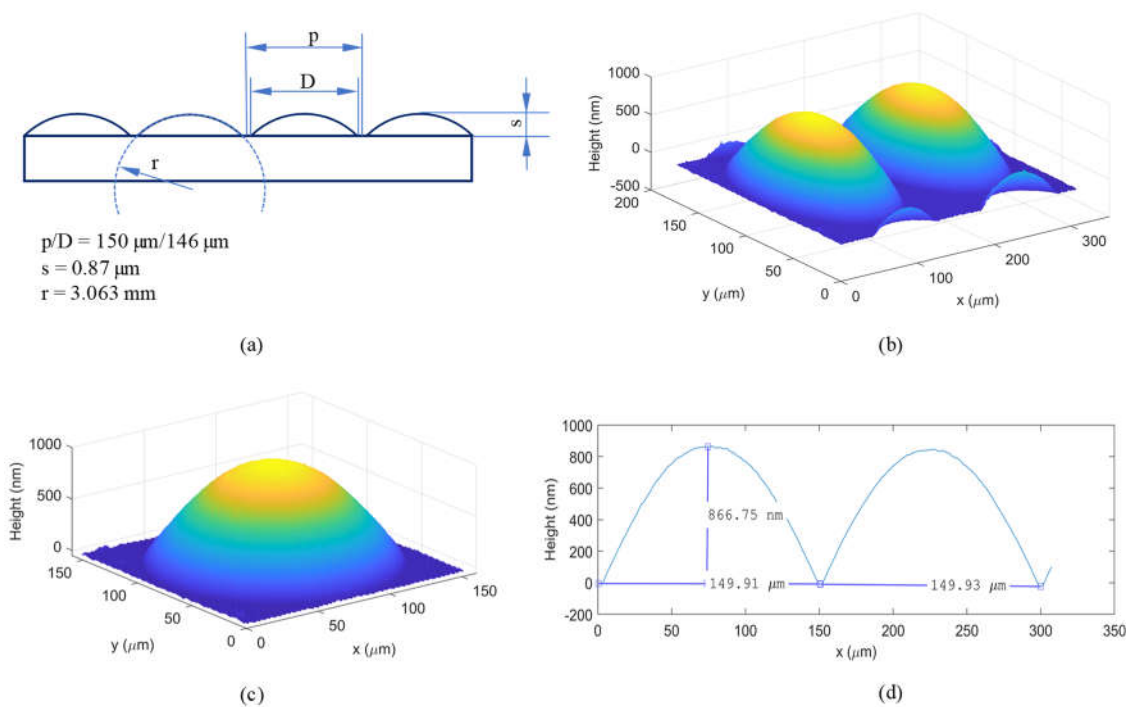 p
D
s
r
p/D = 150 μm/146 μm
s = 0.87 μm
r = 3.063 mm
(a)
Height (nm)
1000
500
0
-500
200
150
100
50
0
y (μm)
0
100
200
300
x (μm)
(b)
Height (nm)
1000
500
0
150
100
50
0
y (μm)
0
50
100
150
x (μm)
(c)
Height (nm)
1000
800
600
400
200
0
-200
866.75 nm
149.91 μm
149.93 μm
0
50
100
150
200
250
300
350
x (μm)
(d)